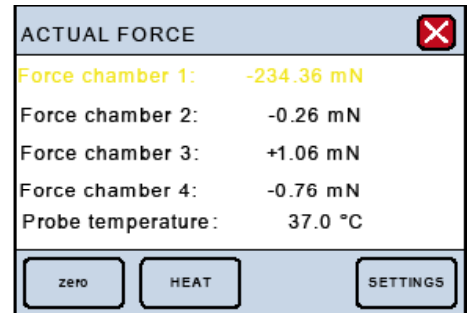 ACTUAL FORCE
Force chamber 1: -234.36 mN
Force chamber 2: -0.26 mN
Force chamber 3: +1.06 mN
Force chamber 4: -0.76 mN
Probe temperature: 37.0 °C
zero HEAT SETTINGS